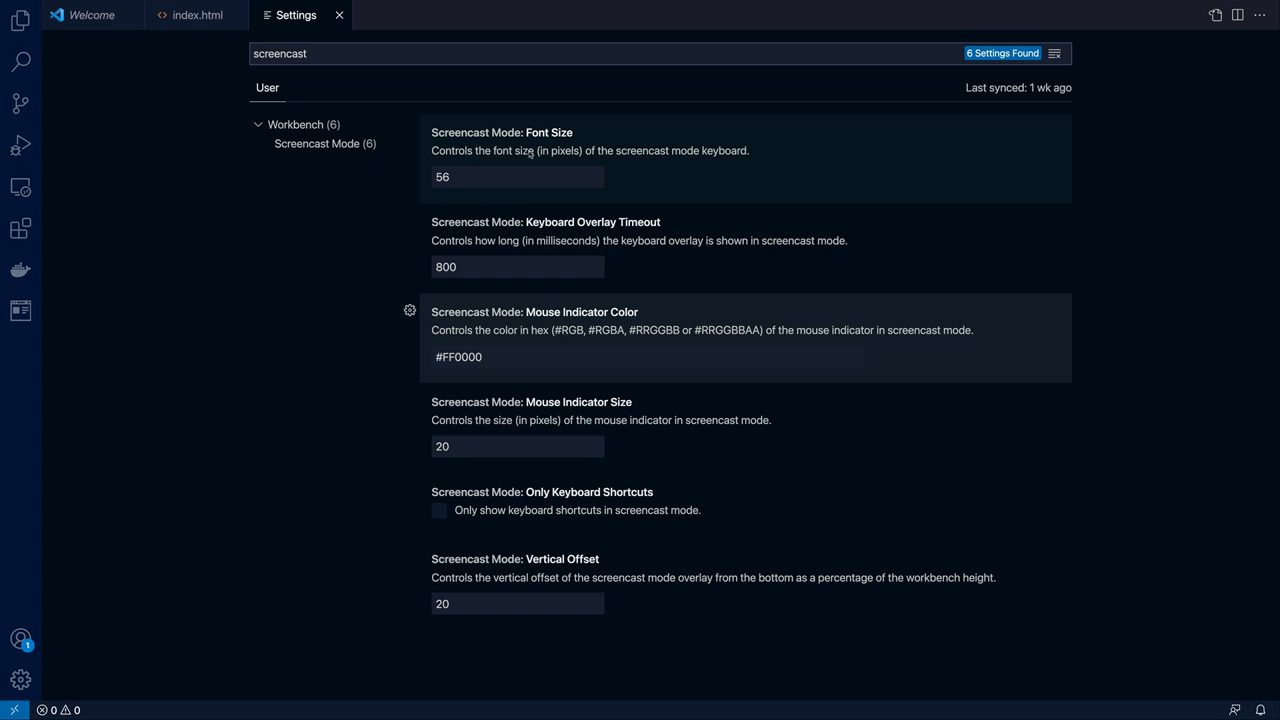 Welcome
index.html
Settings
screencast
6 Settings Found
User
Last synced: 1 wk ago
Workbench (6)
Screencast Mode (6)
Screencast Mode: Font Size
Controls the font size (in pixels) of the screencast mode keyboard.
56
Screencast Mode: Keyboard Overlay Timeout
Controls how long (in milliseconds) the keyboard overlay is shown in screencast mode.
800
Screencast Mode: Mouse Indicator Color
Controls the color in hex (#RGB, #RGBA, #RRGGBB or #RRGGBBAA) of the mouse indicator in screencast mode.
#FF0000
Screencast Mode: Mouse Indicator Size
Controls the size (in pixels) of the mouse indicator in screencast mode.
20
Screencast Mode: Only Keyboard Shortcuts
Only show keyboard shortcuts in screencast mode.
Screencast Mode: Vertical Offset
Controls the vertical offset of the screencast mode overlay from the bottom as a percentage of the workbench height.
20
1
0 0